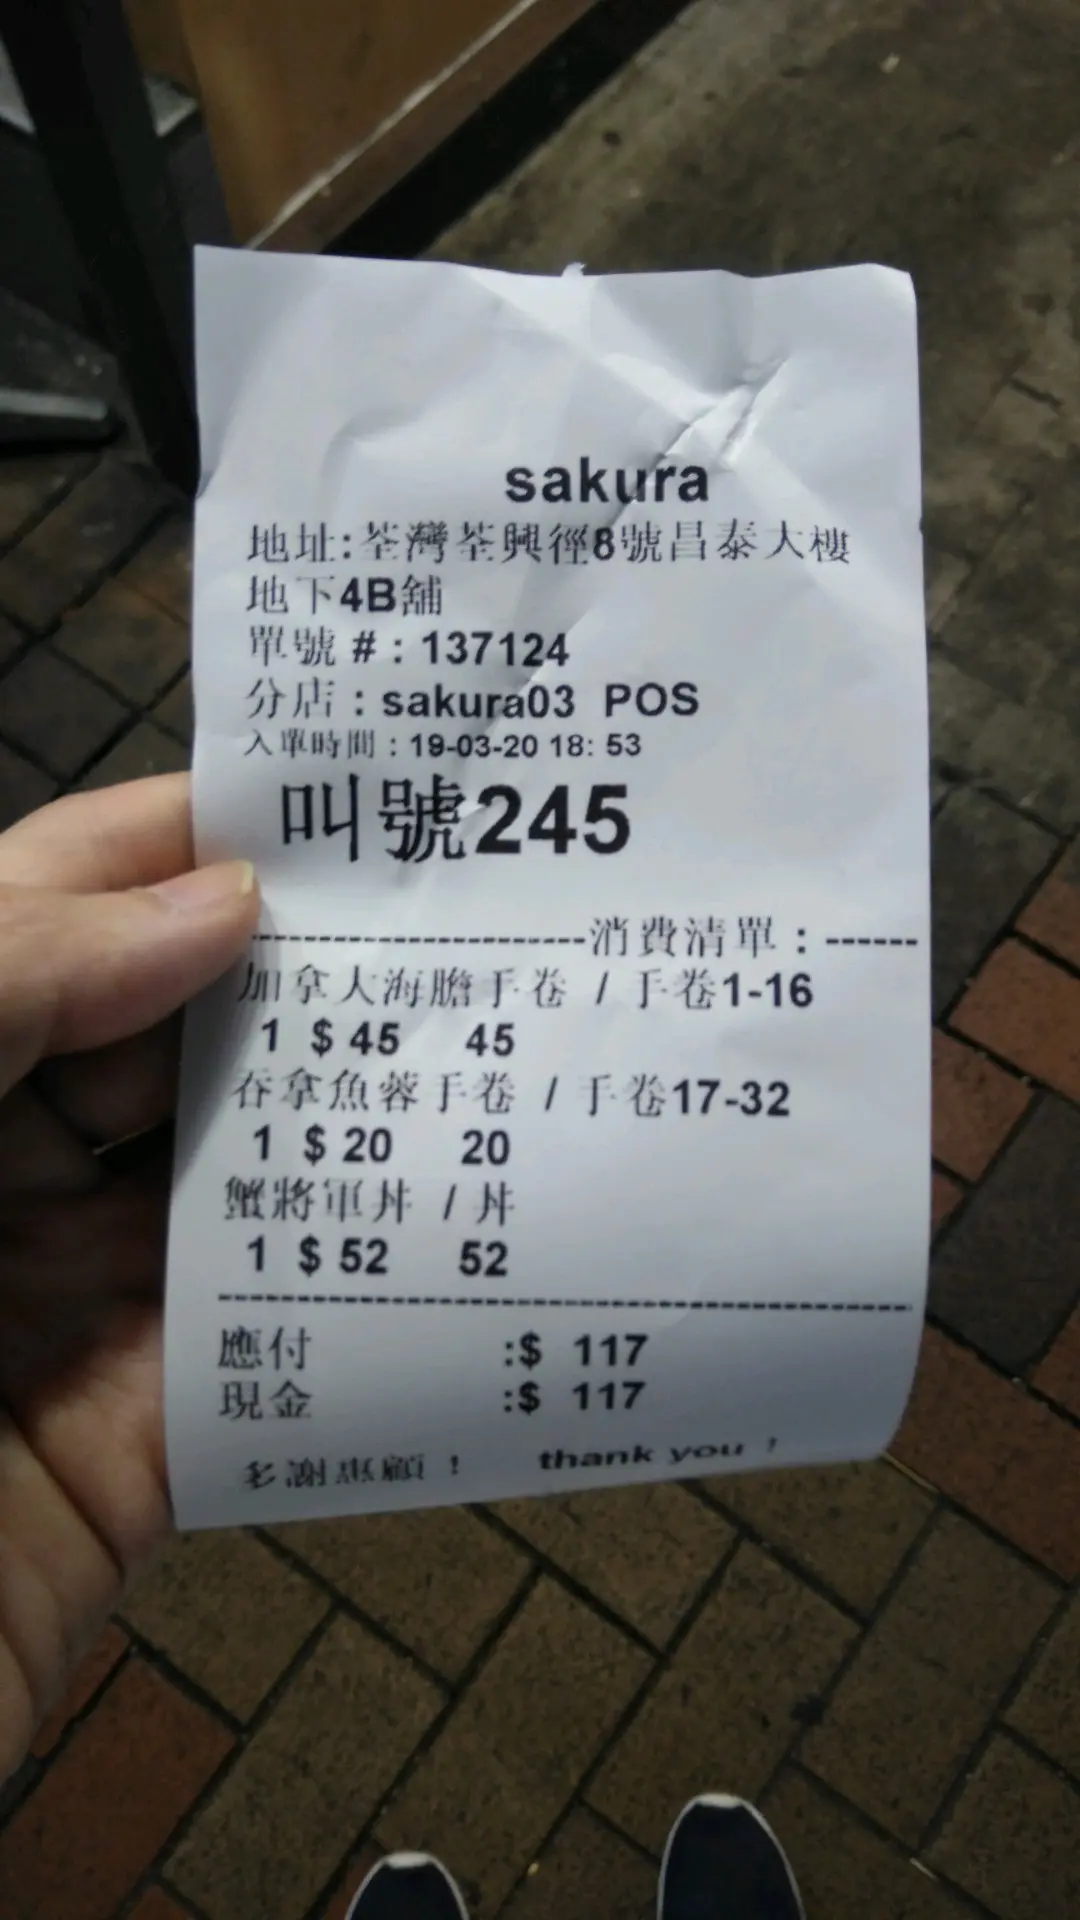 sakura
地址:荃灣荃興徑8號昌泰大樓
地下4B舖
單號 # : 137124
分店 : sakura03 POS
入單時間 : 19-03-20 18: 53
叫號245
----------------------消費清單 : ------
加拿大海膽手卷 / 手卷1-16
1 $ 45 45
吞拿魚蓉手卷 / 手卷17-32
1 $ 20 20
蟹將軍丼 / 丼
1 $ 52 52
--------------------------------------------
應付 :$ 117
現金 :$ 117
多謝惠顧 ! thank you !